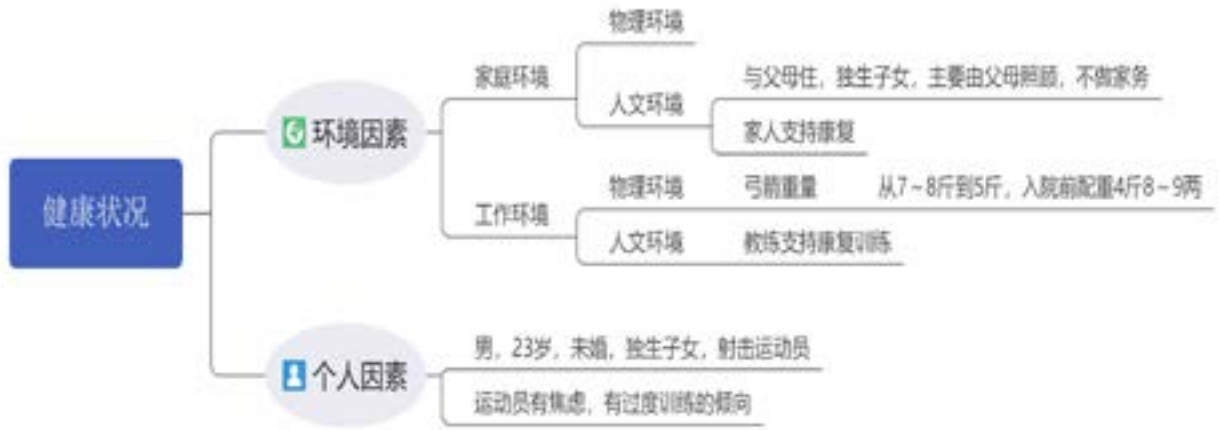 健康状况
环境因素
家庭环境
物理环境
人文环境
与父母住，独生子女，主要由父母照顾，不做家务
家人支持康复
工作环境
物理环境
弓箭重量
从7～8斤到5斤，入院前配重4斤8～9两
人文环境
教练支持康复训练
个人因素
男，23岁，未婚，独生子女，射击运动员
运动员有焦虑，有过度训练的倾向